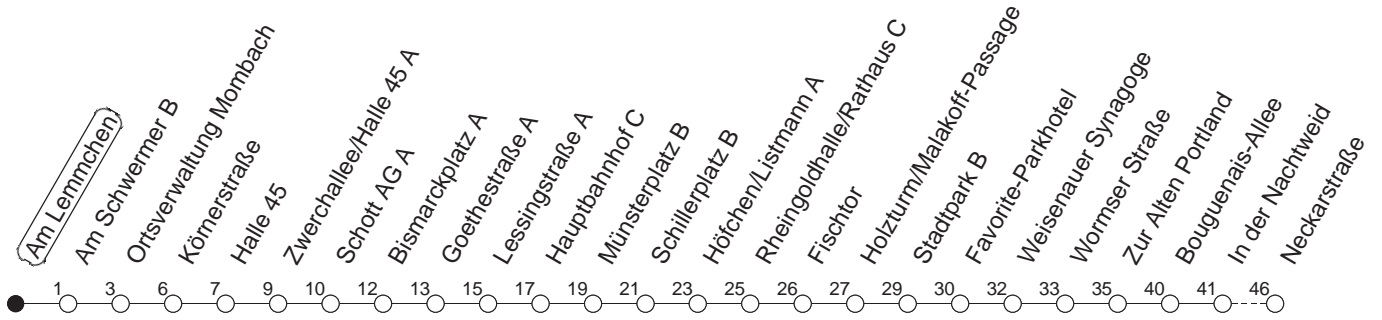 Am Lemmchen
Am Schwermer B
Ortsverwaltung Mombach
Körnerstraße
Halle 45
Zwerchallee/Halle 45 A
Schott AG A
Bismarckplatz A
Goethestraße A
Lessingstraße A
Hauptbahnhof C
Münsterplatz B
Schillerplatz B
Höfchen/Listmann A
Rheingoldhalle/Rathaus C
Fischtor
Holzturm/Malakoff-Passage
Stadtpark B
Favorite-Parkhotel
Weisenauer Synagoge
Wormser Straße
Zur Alten Portland
Bouguenais-Allee
In der Nachtweid
Neckarstraße
1 3 6 7 9 10 12 13 15 17 19 21 23 25 26 27 29 30 32 33 35 40 41 46